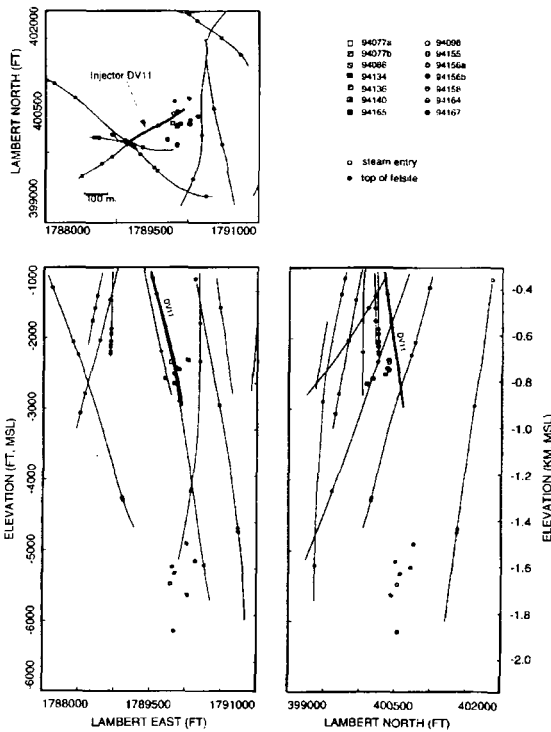 LAMBERT NORTH (FT)
402000
400500
399000
Injector DV11
100 m
1788000 1789500 1791000
94077a 94096
94077b 94155
94086 94156a
94134 94156b
94136 94158
94140 94164
94165 94167
steam entry
top of felsite
ELEVATION (FT, MSL)
-1000
-2000
-3000
-4000
-5000
-6000
DV11
1788000 1789500 1791000
LAMBERT EAST (FT)
DV11
-0.4
-0.6
-0.8
-1.0
-1.2
-1.4
-1.6
-1.8
-2.0
ELEVATION (KM, MSL)
399000 400500 402000
LAMBERT NORTH (FT)